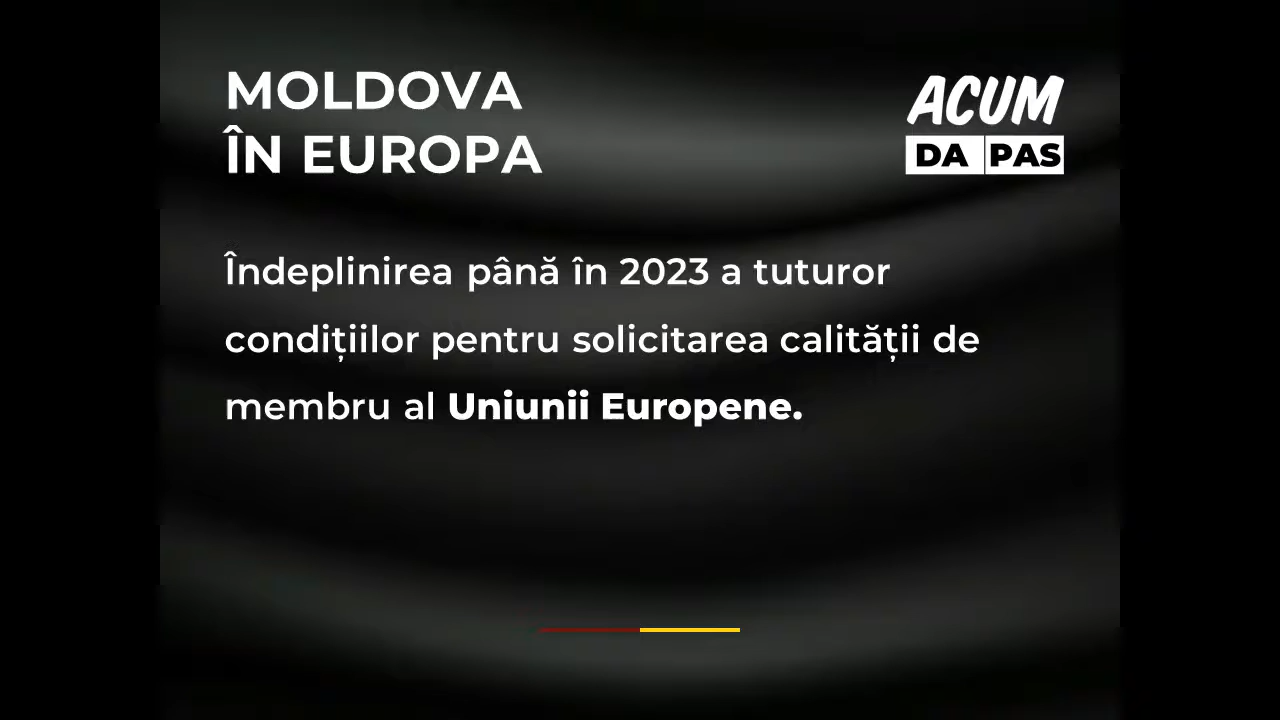 MOLDOVA
ÎN EUROPA
ACUM
DA PAS
Îndeplinirea până în 2023 a tuturor
condițiilor pentru solicitarea calității de
membru al Uniunii Europene.